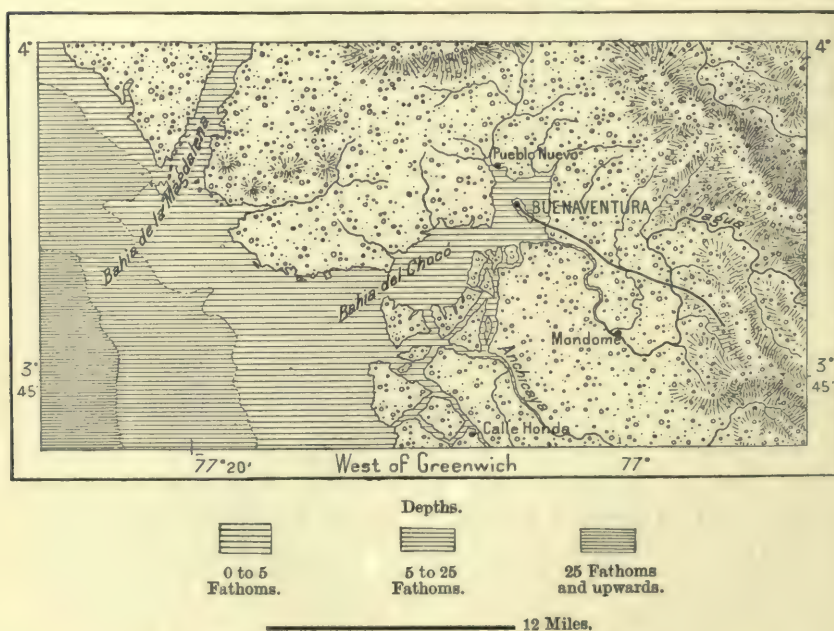 4°
4°
Bahia de la Magdalena
Pueblo Nuevo
BUENAVENTURA
Jagua
Bahia del Chocó
Mondomé
3°
45'
3°
45'
Anchicaya
Calle Honda
77°20'
West of Greenwich
77°
Depths.
0 to 5
Fathoms.
5 to 25
Fathoms.
25 Fathoms
and upwards.
12 Miles.